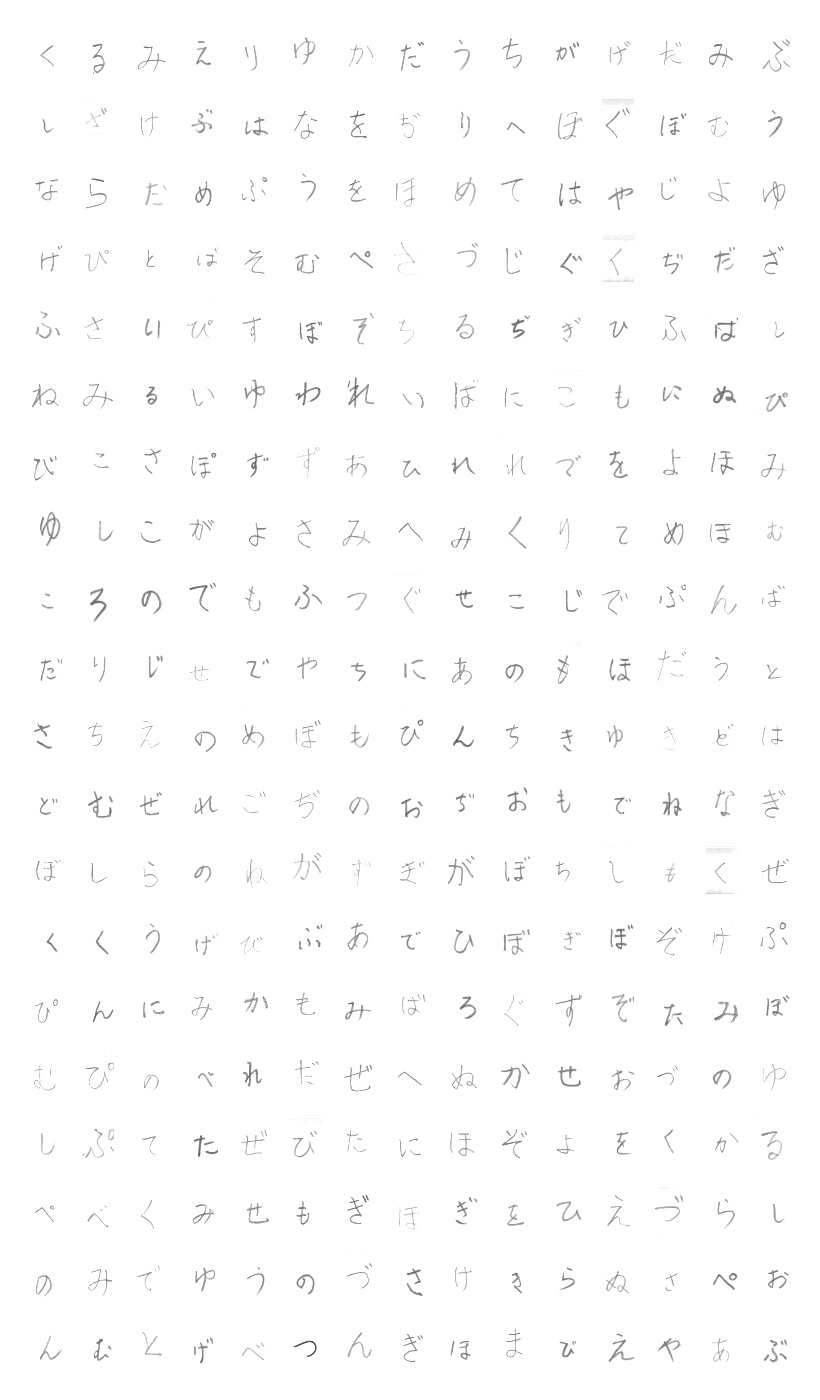 くるみえりゆかだうちがげだみぶ
しざけぶはなをぢりへぼぐぼむう
ならだめぷうをほめてはやじよゆ
げぴとばそむぺさづじぐくぢだざ
ふさいぴすぼぞちるぢぎひふばし
ねみるいゆわれいばにこもにぬぴ
びこさぽずずあひれれでをよほみ
ゆしこがよさみへみくりてめほむ
ころのでもふつぐせこじでぷんば
だりじせでやちにあのもほだうと
さちえのめぼもぴんちきゆきどは
どむぜれごぢのおぢおもでねなぎ
ぼしらのねがずぎがぼちしもくぜ
くくうげびぶあでひぼぎぼぞけぷ
ぴんにみかもみばろぐすぞたみぼ
むぴのべれだぜへぬかせおづのゆ
しぷてたぜびたにほぞよをくかる
ぺべくみせもぎほぎをひえづらし
のみでゆうのづさけきらぬさぺお
んむとげべつんぎほまびえやあぶ